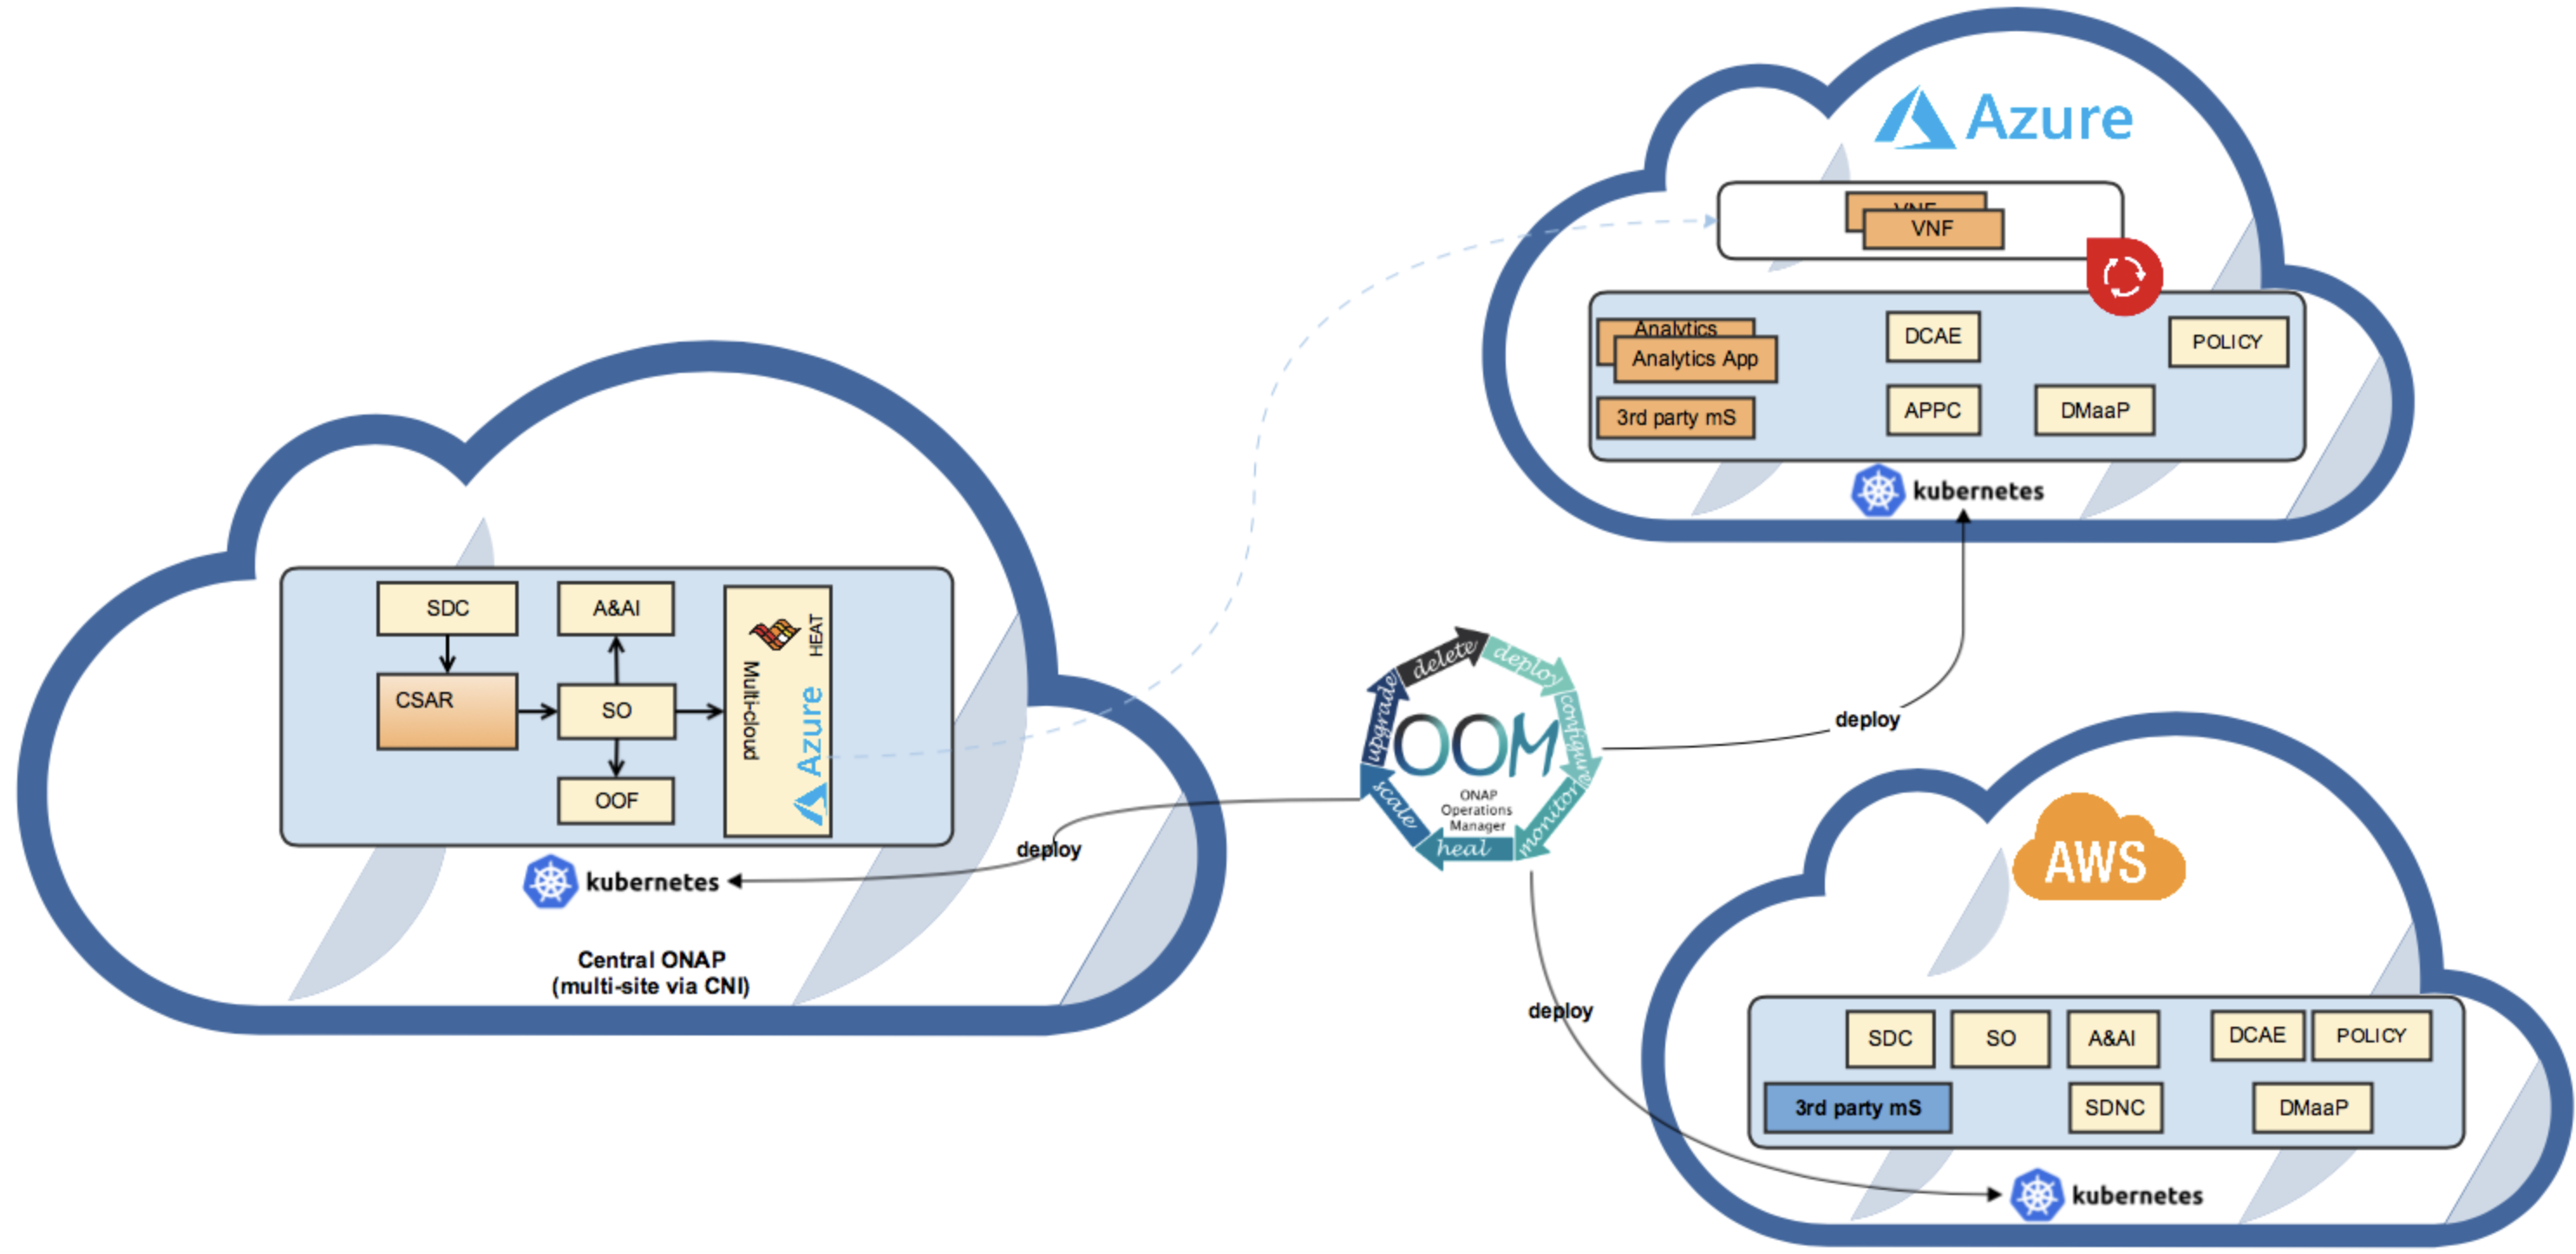 SDC
A&AI
CSAR
SO
OOF
HEAT
Multi-cloud
Azure
kubernetes
Central ONAP
(multi-site via CNI)
deploy
delete
deploy
configure
monitor
heal
scale
upgrade
OOM
ONAP
Operations
Manager
deploy
deploy
Azure
VNF
VNF
Analytics
Analytics App
3rd party mS
DCAE
POLICY
APPC
DMaaP
kubernetes
AWS
SDC
SO
A&AI
DCAE
POLICY
3rd party mS
SDNC
DMaaP
kubernetes